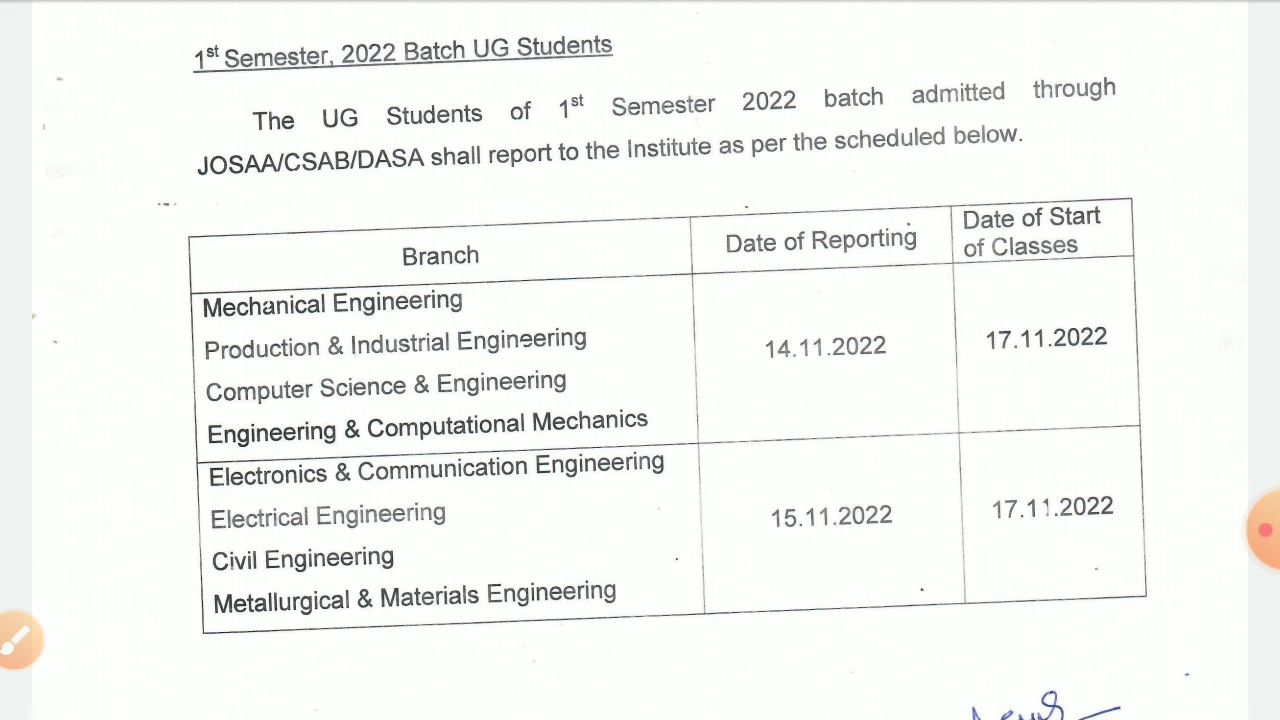 1st Semester, 2022 Batch UG Students
The UG Students of 1st Semester 2022 batch admitted through
JOSAA/CSAB/DASA shall report to the Institute as per the scheduled below.
Branch
Date of Reporting
Date of Start
of Classes
Mechanical Engineering
Production & Industrial Engineering
Computer Science & Engineering
Engineering & Computational Mechanics
14.11.2022
17.11.2022
Electronics & Communication Engineering
Electrical Engineering
Civil Engineering
Metallurgical & Materials Engineering
15.11.2022
17.11.2022